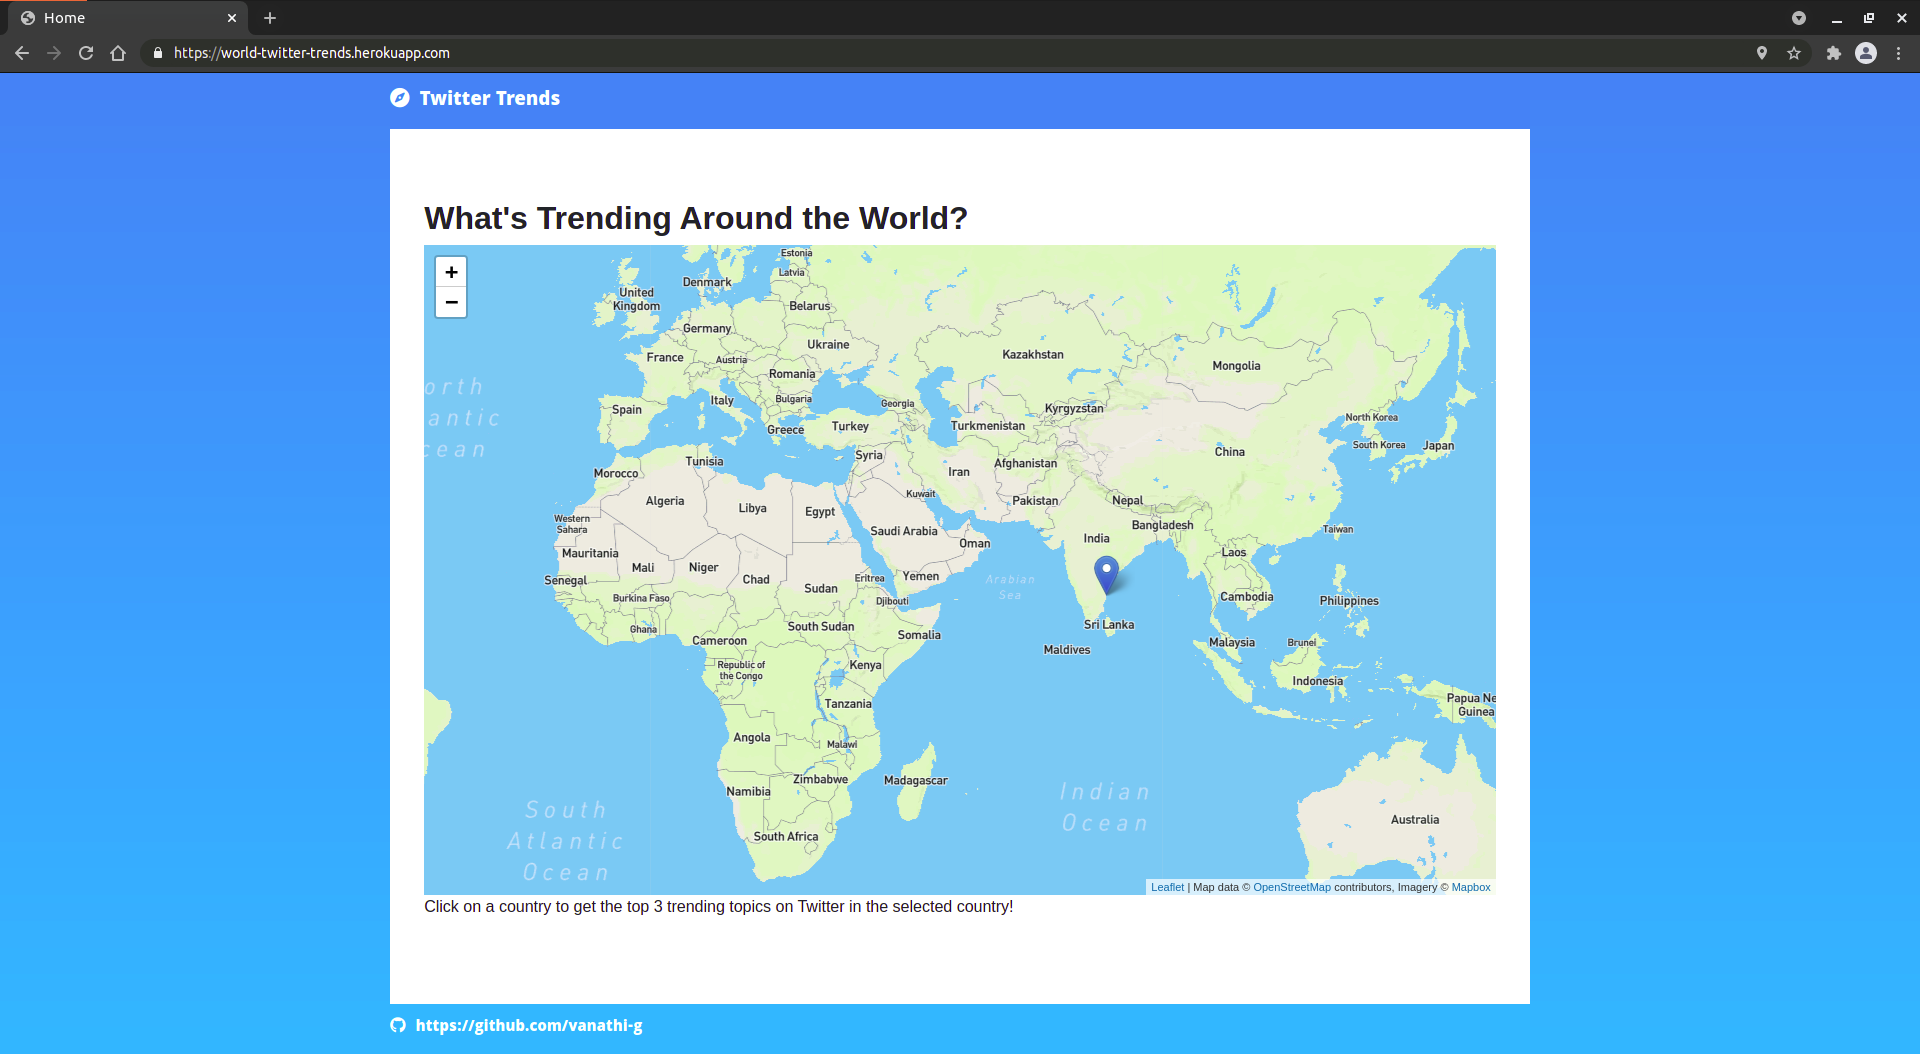 Home
https://world-twitter-trends.herokuapp.com
Twitter Trends
What's Trending Around the World?
+
−
Estonia
Latvia
Denmark
United
Kingdom
Belarus
Germany
Ukraine
France
Austria
Kazakhstan
Mongolia
Romania
orth
antic
cean
Italy
Bulgaria
Spain
Georgia
Kyrgyzstan
North Korea
Greece
Turkey
Turkmenistan
South Korea
Japan
China
Syria
Tunisia
Afghanistan
Morocco
Iran
Algeria
Kuwait
Pakistan
Nepal
Libya
Egypt
Western
Sahara
Bangladesh
Saudi Arabia
Taiwan
India
Oman
Mauritania
Laos
Mali
Niger
Chad
Senegal
Eritrea
Yemen
Arabian
Sea
Sudan
Burkina Faso
Djibouti
Cambodia
Philippines
Ghana
South Sudan
Somalia
Sri Lanka
Cameroon
Malaysia
Brunei
Maldives
Republic of
the Congo
Kenya
Indonesia
Papua Ne
Guinea
Tanzania
Angola
Malawi
Zimbabwe
Madagascar
Namibia
Indian
Ocean
South
Atlantic
Ocean
Australia
South Africa
Leaflet | Map data © OpenStreetMap contributors, Imagery © Mapbox
Click on a country to get the top 3 trending topics on Twitter in the selected country!
https://github.com/vanathi-g